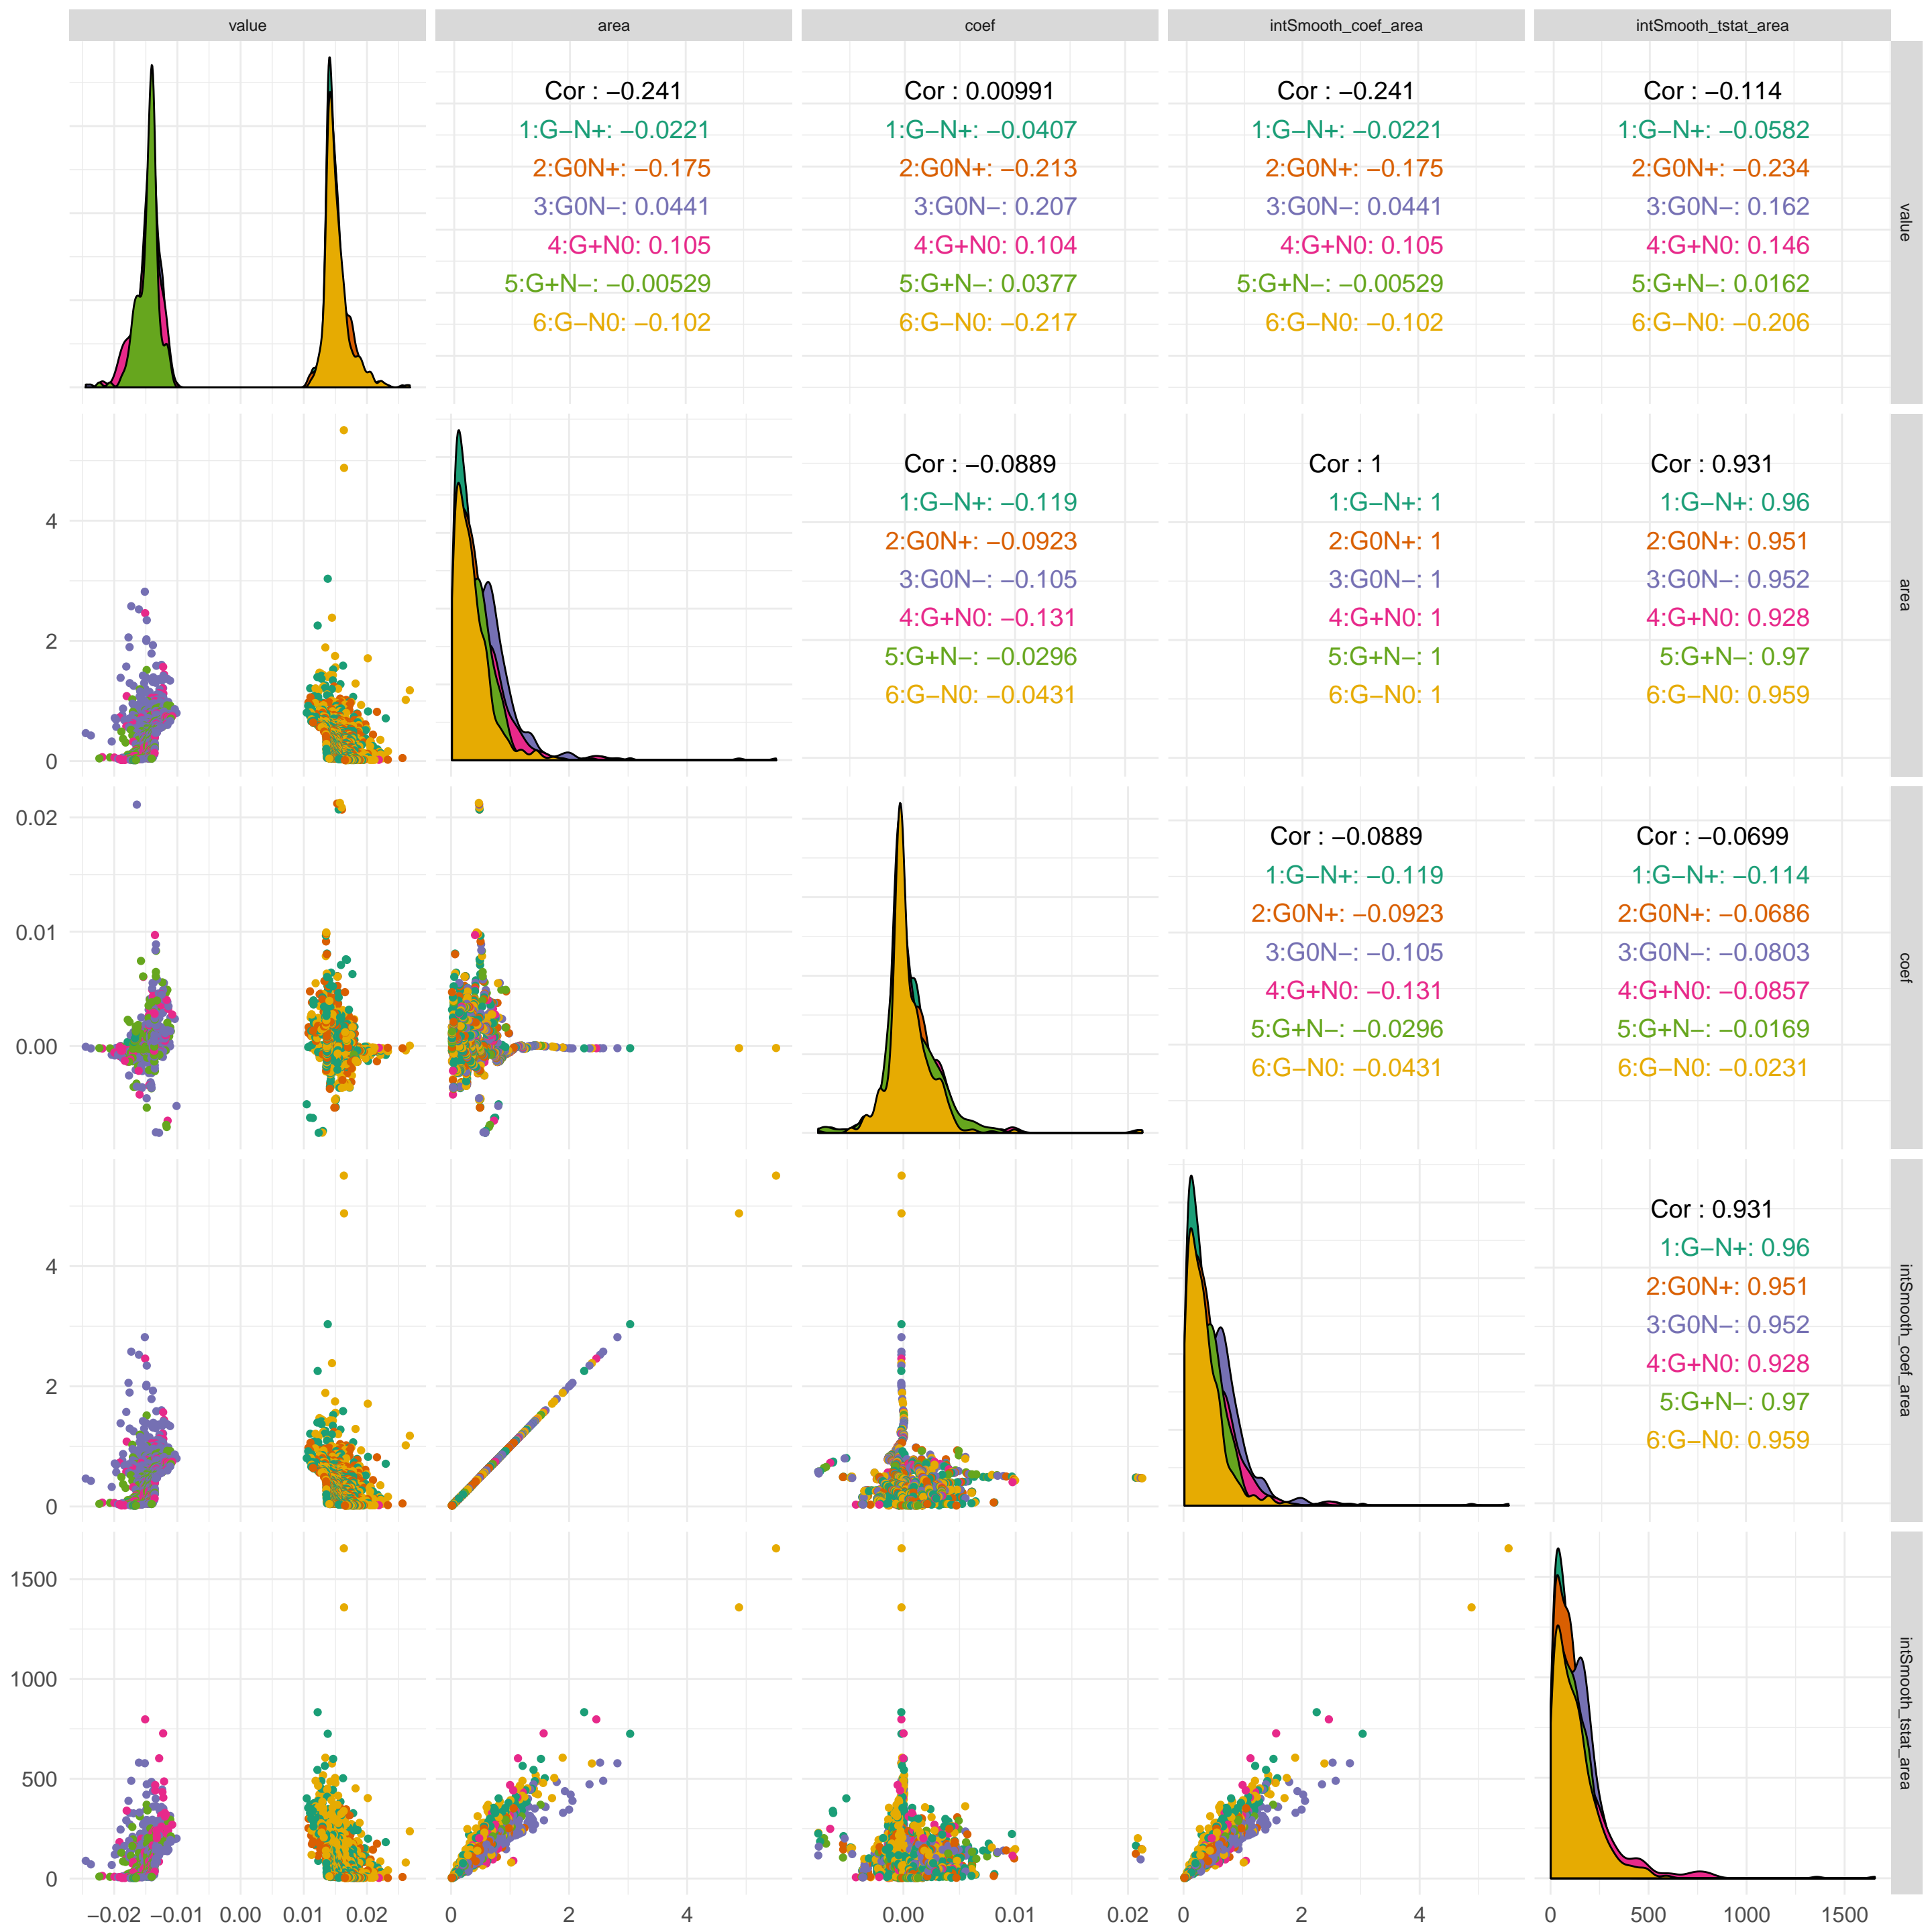 value area coef intSmooth_coef_area intSmooth_tstat_area
Cor : −0.241
1:G−N+: −0.0221
2:G0N+: −0.175
3:G0N−: 0.0441
4:G+N0: 0.105
5:G+N−: −0.00529
6:G−N0: −0.102
Cor : 0.00991
1:G−N+: −0.0407
2:G0N+: −0.213
3:G0N−: 0.207
4:G+N0: 0.104
5:G+N−: 0.0377
6:G−N0: −0.217
Cor : −0.241
1:G−N+: −0.0221
2:G0N+: −0.175
3:G0N−: 0.0441
4:G+N0: 0.105
5:G+N−: −0.00529
6:G−N0: −0.102
Cor : −0.114
1:G−N+: −0.0582
2:G0N+: −0.234
3:G0N−: 0.162
4:G+N0: 0.146
5:G+N−: 0.0162
6:G−N0: −0.206
value
4
2
0
Cor : −0.0889
1:G−N+: −0.119
2:G0N+: −0.0923
3:G0N−: −0.105
4:G+N0: −0.131
5:G+N−: −0.0296
6:G−N0: −0.0431
Cor : 1
1:G−N+: 1
2:G0N+: 1
3:G0N−: 1
4:G+N0: 1
5:G+N−: 1
6:G−N0: 1
Cor : 0.931
1:G−N+: 0.96
2:G0N+: 0.951
3:G0N−: 0.952
4:G+N0: 0.928
5:G+N−: 0.97
6:G−N0: 0.959
area
0.02
0.01
0.00
Cor : −0.0889
1:G−N+: −0.119
2:G0N+: −0.0923
3:G0N−: −0.105
4:G+N0: −0.131
5:G+N−: −0.0296
6:G−N0: −0.0431
Cor : −0.0699
1:G−N+: −0.114
2:G0N+: −0.0686
3:G0N−: −0.0803
4:G+N0: −0.0857
5:G+N−: −0.0169
6:G−N0: −0.0231
coef
4
2
0
Cor : 0.931
1:G−N+: 0.96
2:G0N+: 0.951
3:G0N−: 0.952
4:G+N0: 0.928
5:G+N−: 0.97
6:G−N0: 0.959
intSmooth_coef_area
1500
1000
500
0
intSmooth_tstat_area
−0.02 −0.01 0.00 0.01 0.02 0 2 4 0.00 0.01 0.02 0 2 4 0 500 1000 1500